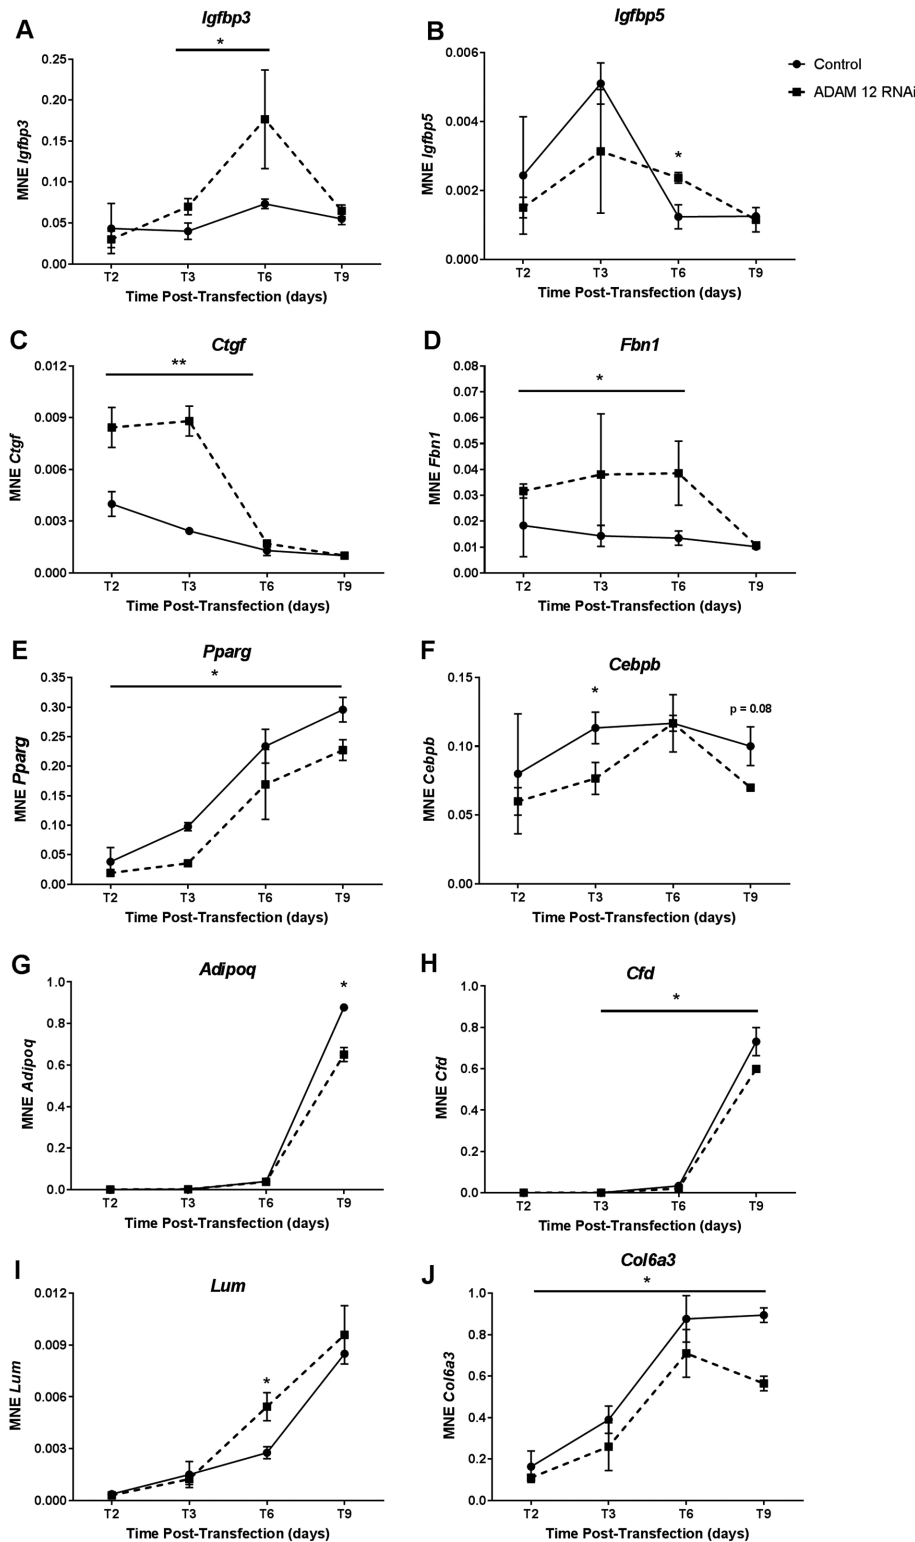 A
Igfbp3
*
MNE Igfbp3
0.25
0.20
0.15
0.10
0.05
0.00
T2 T3 T6 T9
Time Post-Transfection (days)
B
Igfbp5
*
MNE Igfbp5
0.006
0.004
0.002
0.000
T2 T3 T6 T9
Time Post-Transfection (days)
Control
ADAM 12 RNAi
C
Ctgf
**
MNE Ctgf
0.012
0.009
0.006
0.003
0.000
T2 T3 T6 T9
Time Post-Transfection (days)
D
Fbn1
*
MNE Fbn1
0.08
0.07
0.06
0.05
0.04
0.03
0.02
0.01
0.00
T2 T3 T6 T9
Time Post-Transfection (days)
E
Pparg
*
MNE Pparg
0.35
0.30
0.25
0.20
0.15
0.10
0.05
0.00
T2 T3 T6 T9
Time Post-Transfection (days)
F
Cebpb
*
p = 0.08
MNE Cebpb
0.15
0.10
0.05
0.00
T2 T3 T6 T9
Time Post-Transfection (days)
G
Adipoq
*
MNE Adipoq
1.0
0.8
0.6
0.4
0.2
0.0
T2 T3 T6 T9
Time Post-Transfection (days)
H
Cfd
*
MNE Cfd
1.0
0.8
0.6
0.4
0.2
0.0
T2 T3 T6 T9
Time Post-Transfection (days)
I
Lum
*
MNE Lum
0.012
0.009
0.006
0.003
0.000
T2 T3 T6 T9
Time Post-Transfection (days)
J
Col6a3
*
MNE Col6a3
1.0
0.8
0.6
0.4
0.2
0.0
T2 T3 T6 T9
Time Post-Transfection (days)